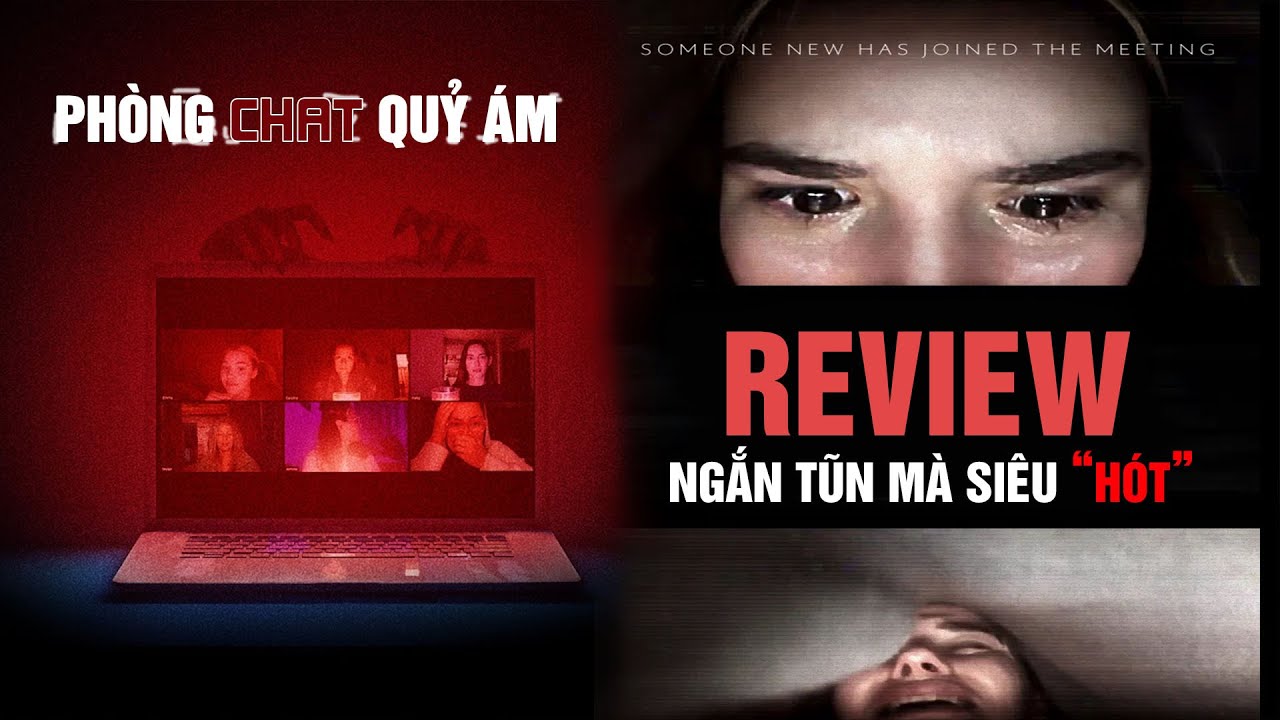 PHÒNG CHAT QUỶ ÁM
SOMEONE NEW HAS JOINED THE MEETING
REVIEW
NGẮN TŨN MÀ SIÊU “HÓT”